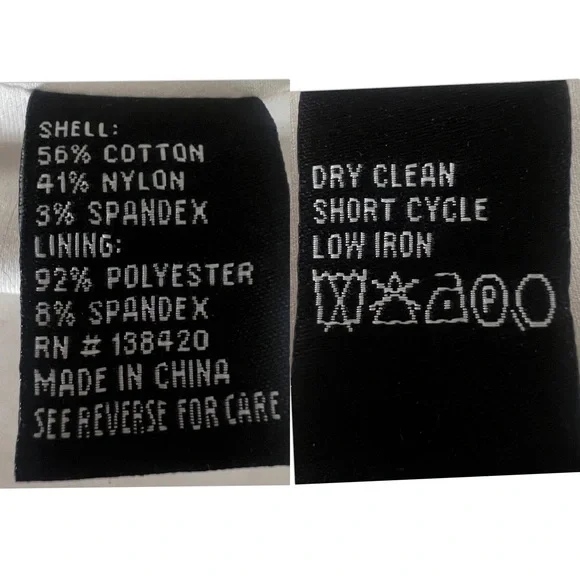 SHELL:
56% COTTON
41% NYLON
3% SPANDEX
LINING:
92% POLYESTER
8% SPANDEX
RN # 138420
MADE IN CHINA
SEE REVERSE FOR CARE
DRY CLEAN
SHORT CYCLE
LOW IRON
P